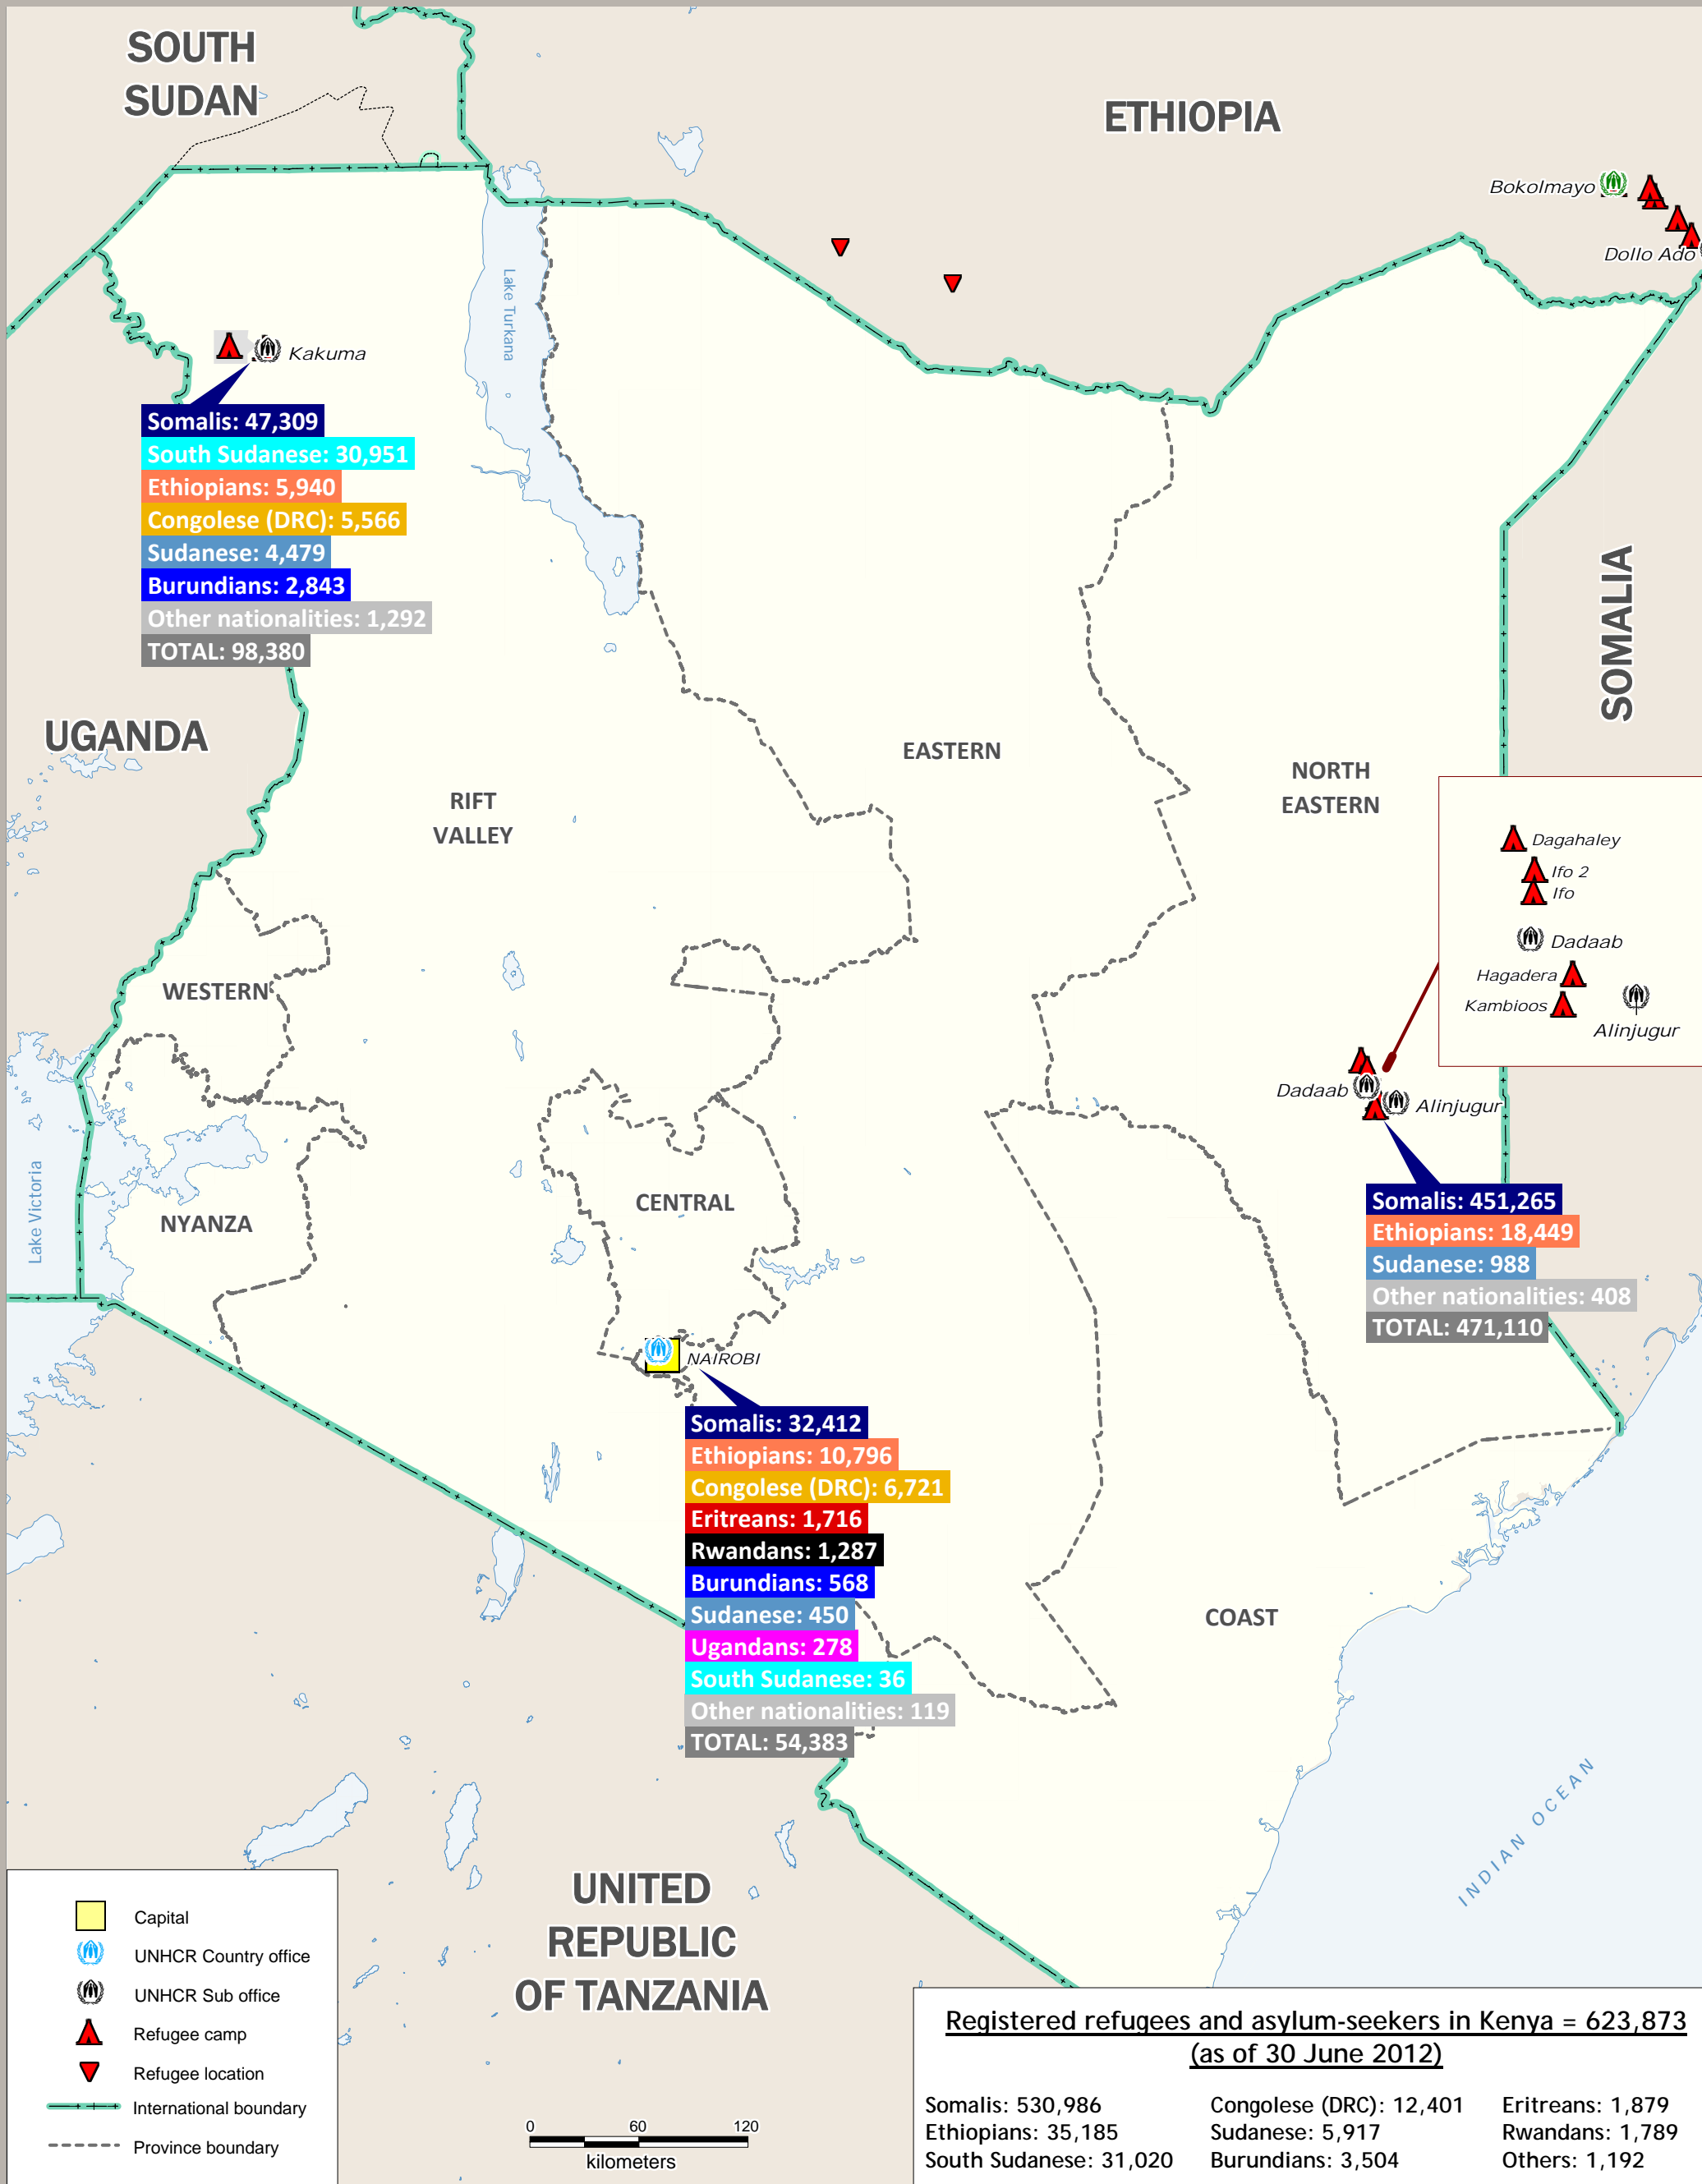 SOUTH
SUDAN
ETHIOPIA
Bokolmayo
Dollo Ado
Lake Turkana
Kakuma
Somalis: 47,309
South Sudanese: 30,951
Ethiopians: 5,940
Congolese (DRC): 5,566
Sudanese: 4,479
Burundians: 2,843
Other nationalities: 1,292
TOTAL: 98,380
SOMALIA
UGANDA
EASTERN
NORTH
EASTERN
RIFT
VALLEY
Dagahaley
Ifo 2
Ifo
Dadaab
Hagadera
Kambioos
Alinjugur
WESTERN
Dadaab
Alinjugur
Lake Victoria
NYANZA
CENTRAL
Somalis: 451,265
Ethiopians: 18,449
Sudanese: 988
Other nationalities: 408
TOTAL: 471,110
NAIROBI
Somalis: 32,412
Ethiopians: 10,796
Congolese (DRC): 6,721
Eritreans: 1,716
Rwandans: 1,287
Burundians: 568
Sudanese: 450
Ugandans: 278
South Sudanese: 36
Other nationalities: 119
TOTAL: 54,383
COAST
INDIAN OCEAN
UNITED
REPUBLIC
OF TANZANIA
Capital
UNHCR Country office
UNHCR Sub office
Refugee camp
Refugee location
International boundary
Province boundary
0 60 120
kilometers
Registered refugees and asylum-seekers in Kenya = 623,873
(as of 30 June 2012)
Somalis: 530,986 Congolese (DRC): 12,401 Eritreans: 1,879
Ethiopians: 35,185 Sudanese: 5,917 Rwandans: 1,789
South Sudanese: 31,020 Burundians: 3,504 Others: 1,192